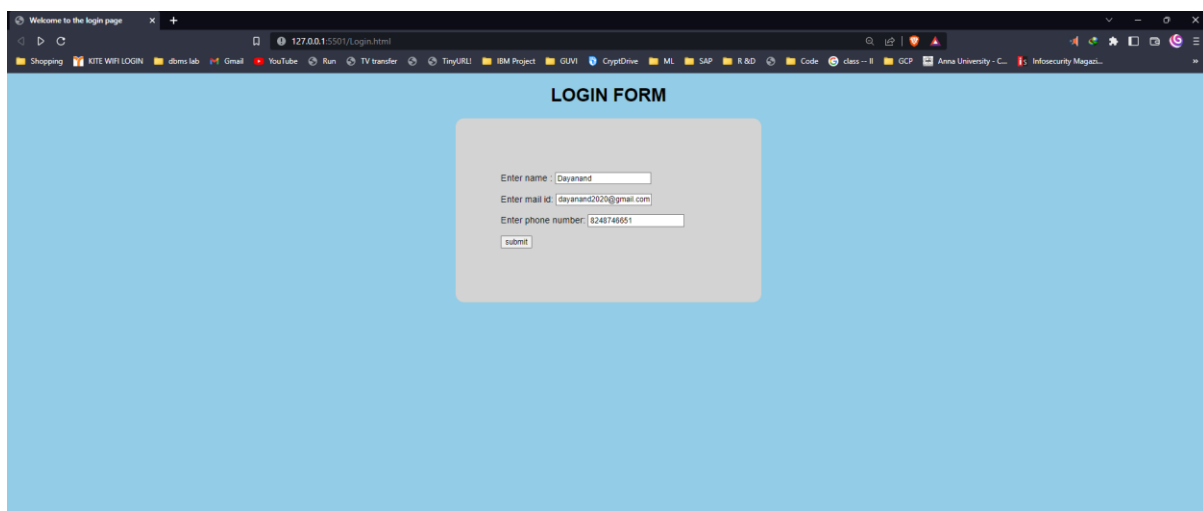 Welcome to the login page
127.0.0.1:5501/Login.html
Shopping KITE WIFI LOGIN dbms lab Gmail YouTube Run TV transfer TinyURL! IBM Project GUVI CryptDrive ML SAP R&D Code class -- II GCP Anna University - C... Infosecurity Magazi...
LOGIN FORM
Enter name : Dayanand
Enter mail id: dayanand2020@gmail.com
Enter phone number: 8248746651
submit